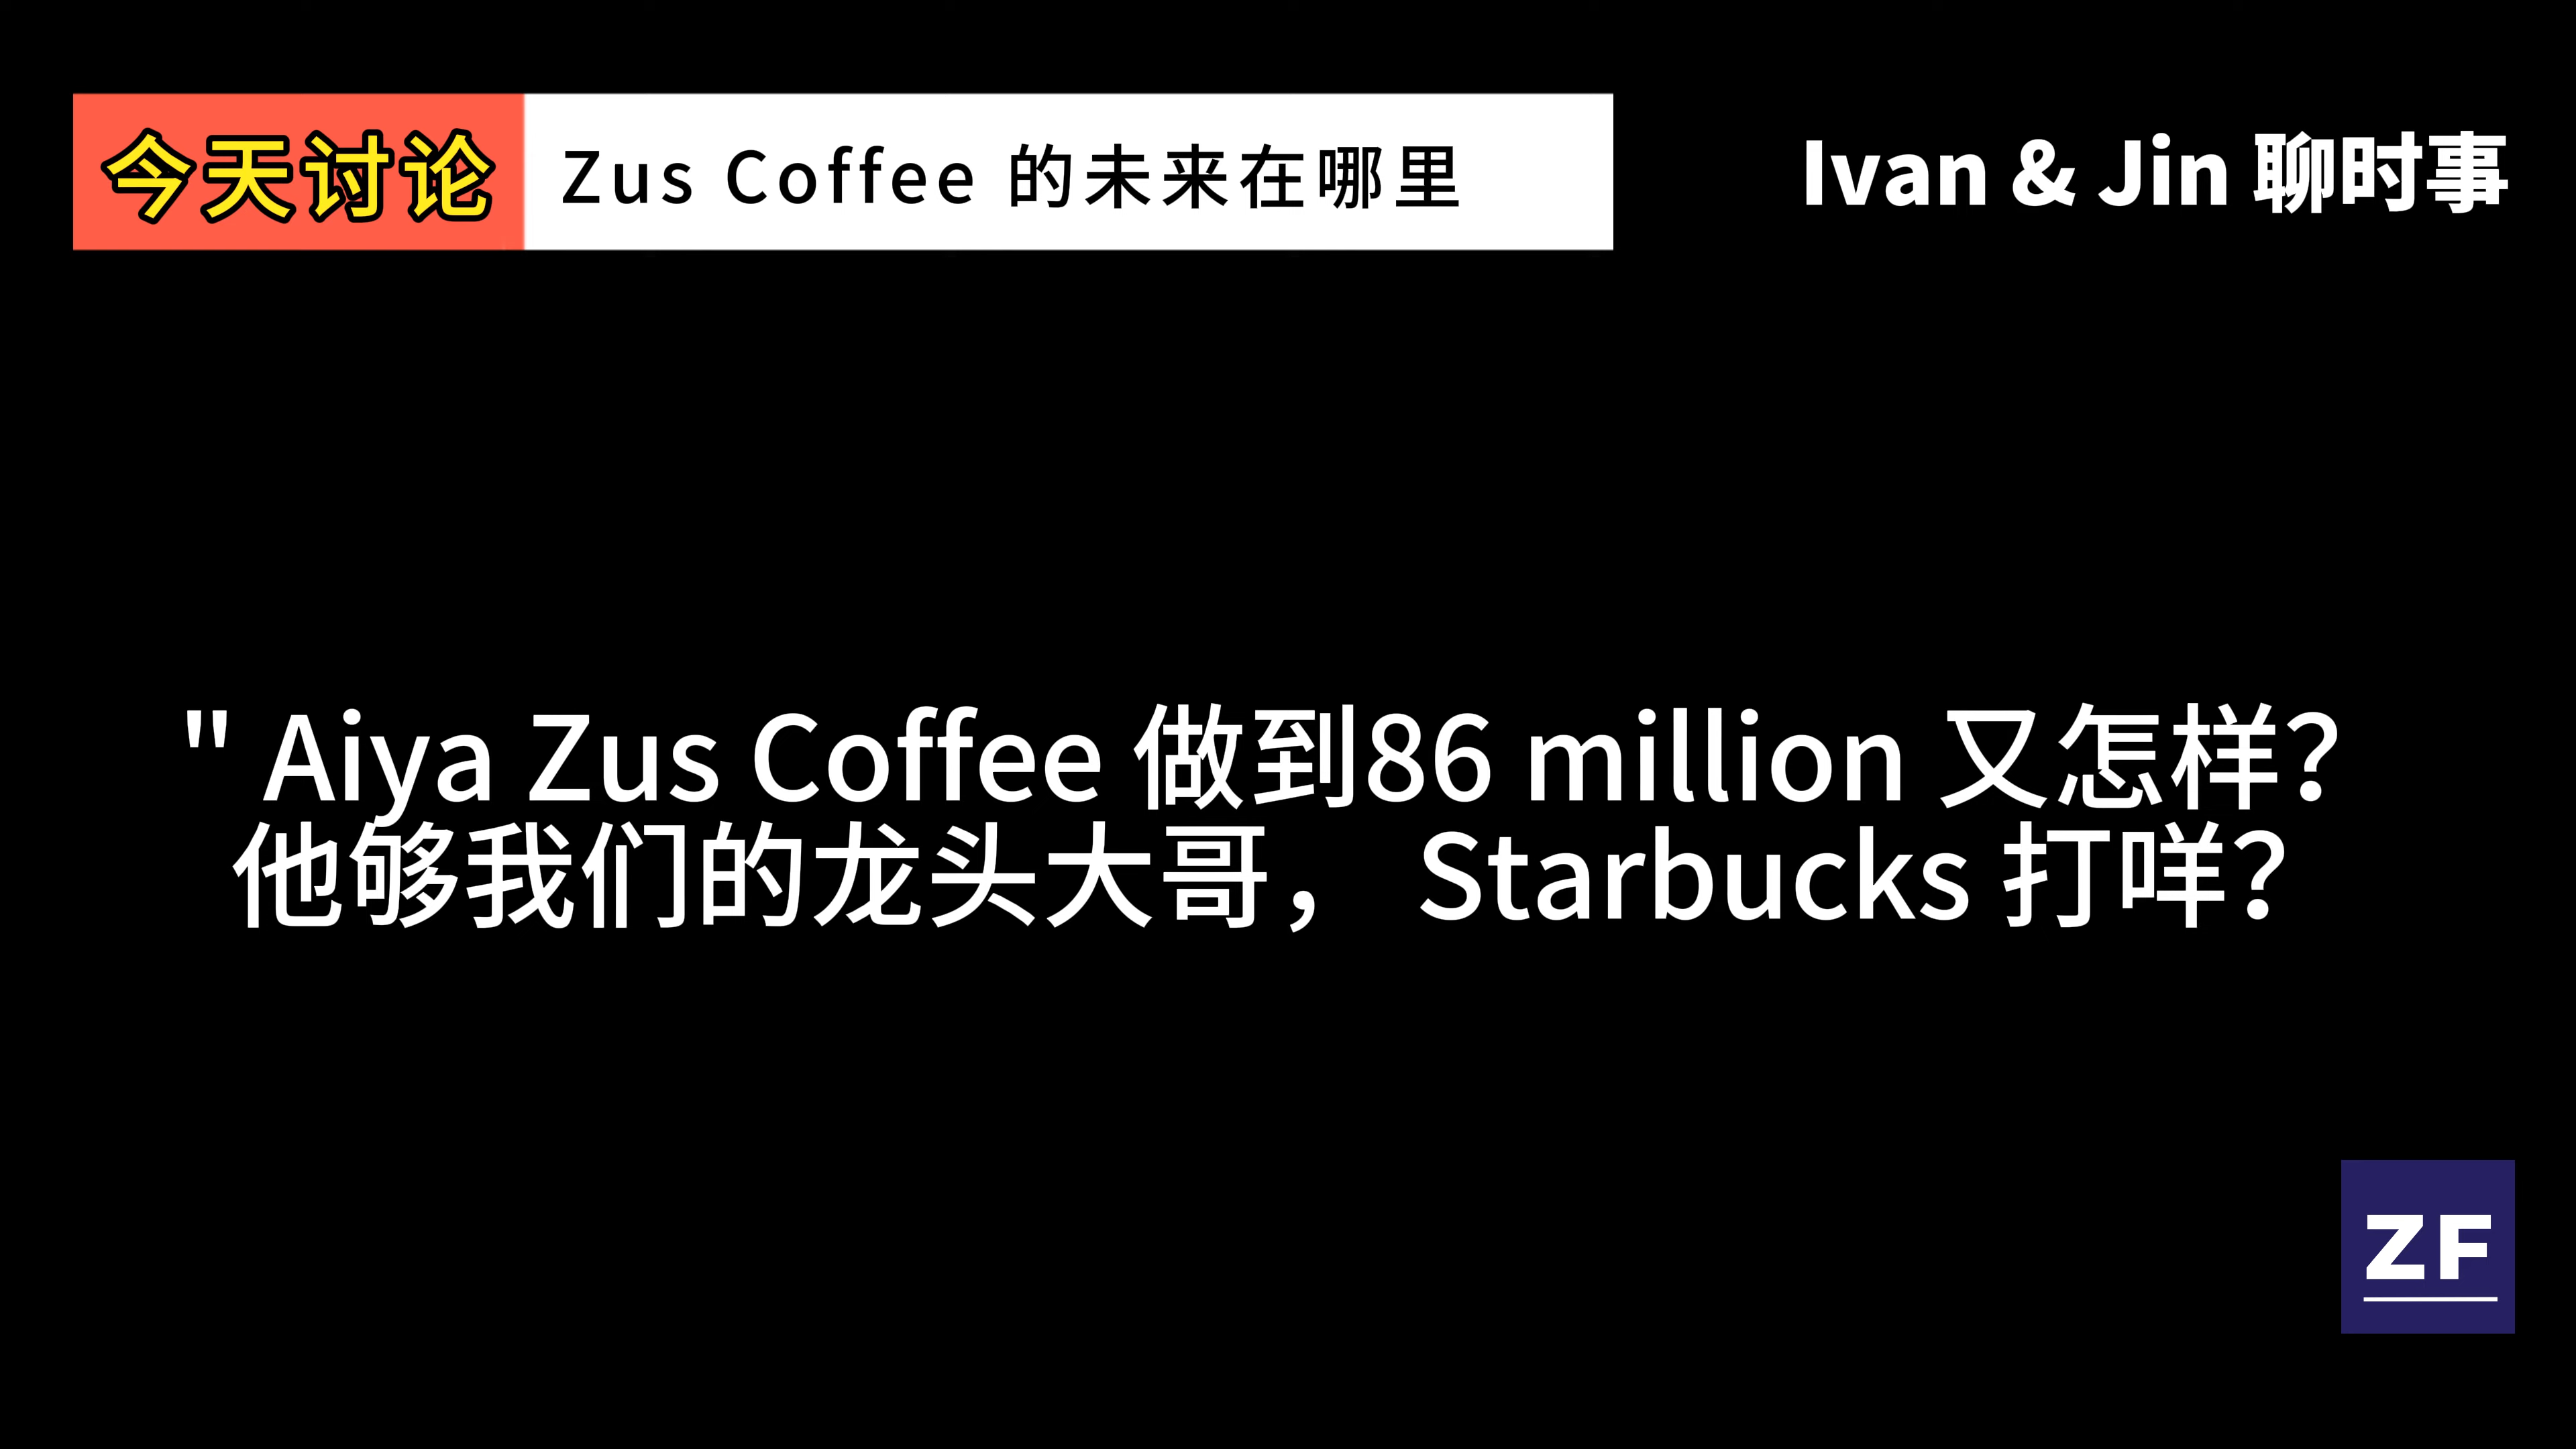 今天讨论
Zus Coffee 的未来在哪里
Ivan & Jin 聊时事
" Aiya Zus Coffee 做到86 million 又怎样？
他够我们的龙头大哥， Starbucks 打咩？
ZF